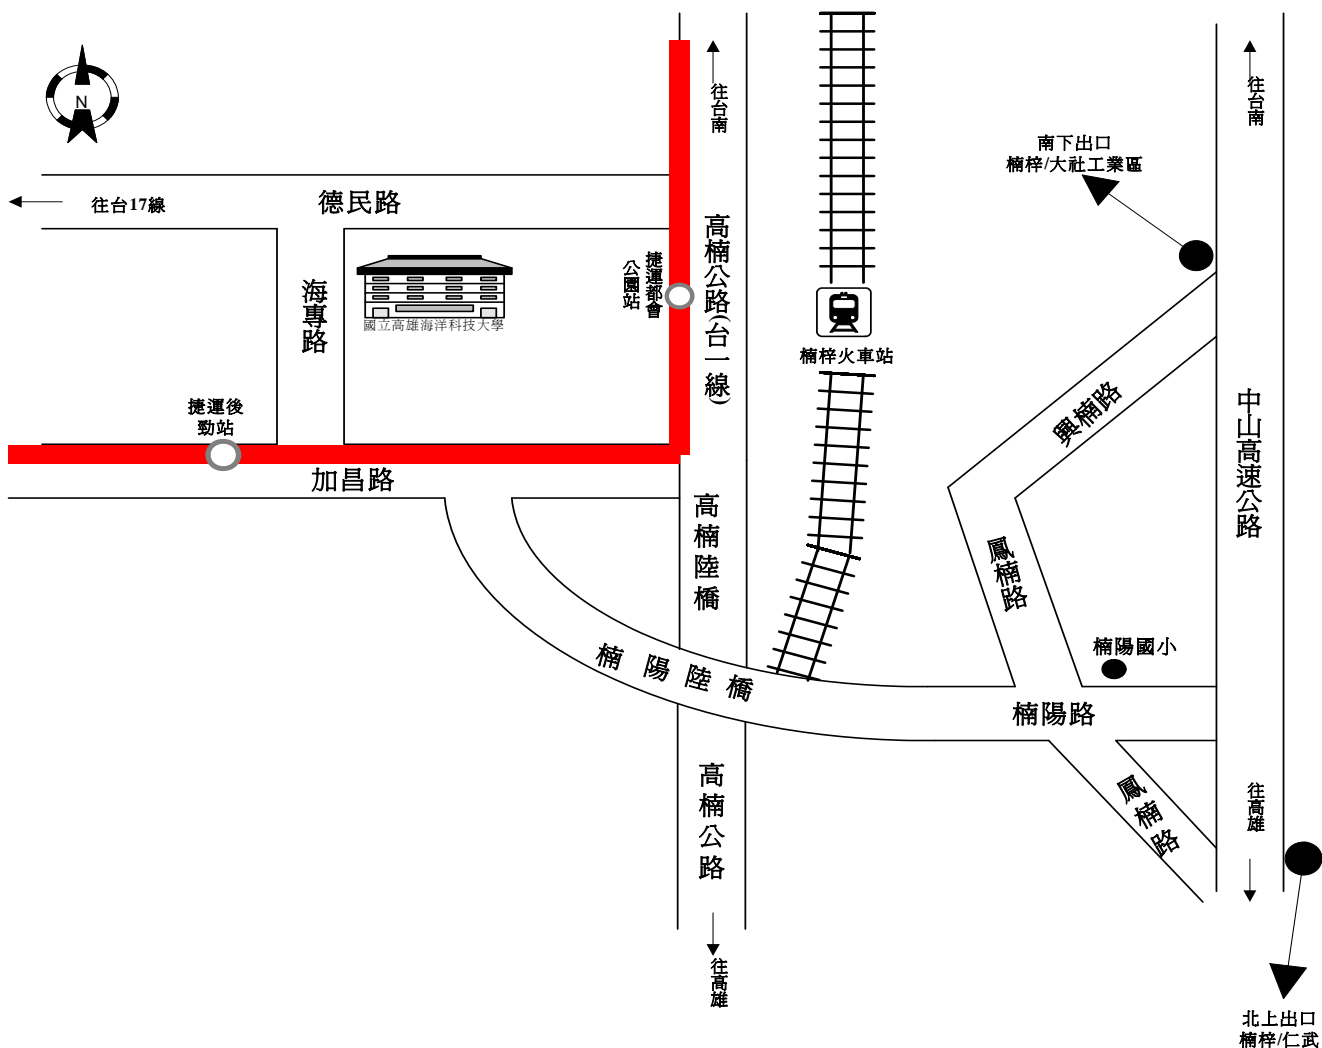 N
往台南
往台南
南下出口
楠梓/大社工業區
往台17線
德民路
高楠公路(台一線)
捷運都會
公園站
海專路
國立高雄海洋科技大學
楠梓火車站
興楠路
中山高速公路
捷運後
勁站
加昌路
高楠陸橋
鳳楠路
楠陽國小
楠陽陸橋
楠陽路
高楠公路
鳳楠路
往高雄
往高雄
北上出口
楠梓/仁武